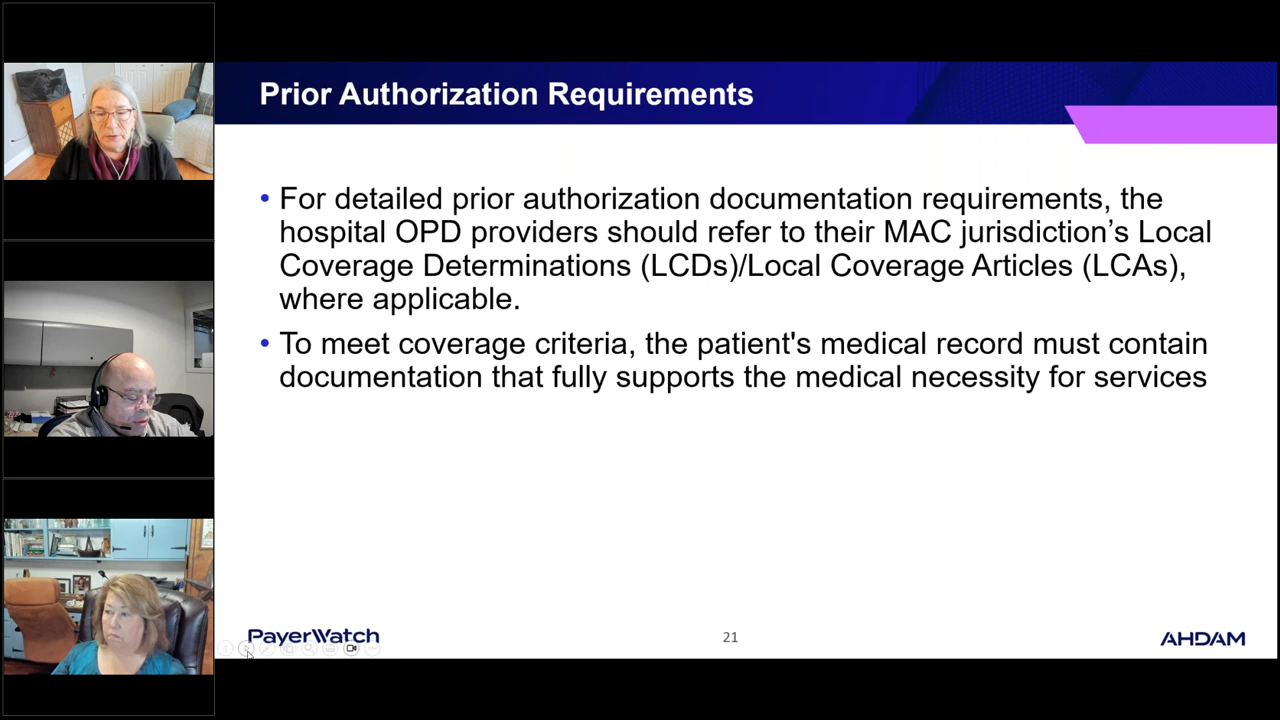 Prior Authorization Requirements
• For detailed prior authorization documentation requirements, the
hospital OPD providers should refer to their MAC jurisdiction’s Local
Coverage Determinations (LCDs)/Local Coverage Articles (LCAs),
where applicable.
• To meet coverage criteria, the patient's medical record must contain
documentation that fully supports the medical necessity for services
PayerWatch
21
AHDAM